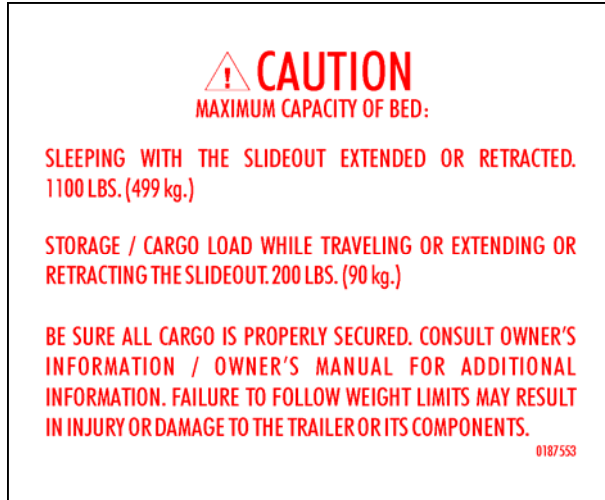 CAUTION
MAXIMUM CAPACITY OF BED:
SLEEPING WITH THE SLIDEOUT EXTENDED OR RETRACTED.
1100 LBS. (499 kg.)
STORAGE / CARGO LOAD WHILE TRAVELING OR EXTENDING OR
RETRACTING THE SLIDEOUT. 200 LBS. (90 kg.)
BE SURE ALL CARGO IS PROPERLY SECURED. CONSULT OWNER'S
INFORMATION / OWNER'S MANUAL FOR ADDITIONAL
INFORMATION. FAILURE TO FOLLOW WEIGHT LIMITS MAY RESULT
IN INJURY OR DAMAGE TO THE TRAILER OR ITS COMPONENTS.
0187553